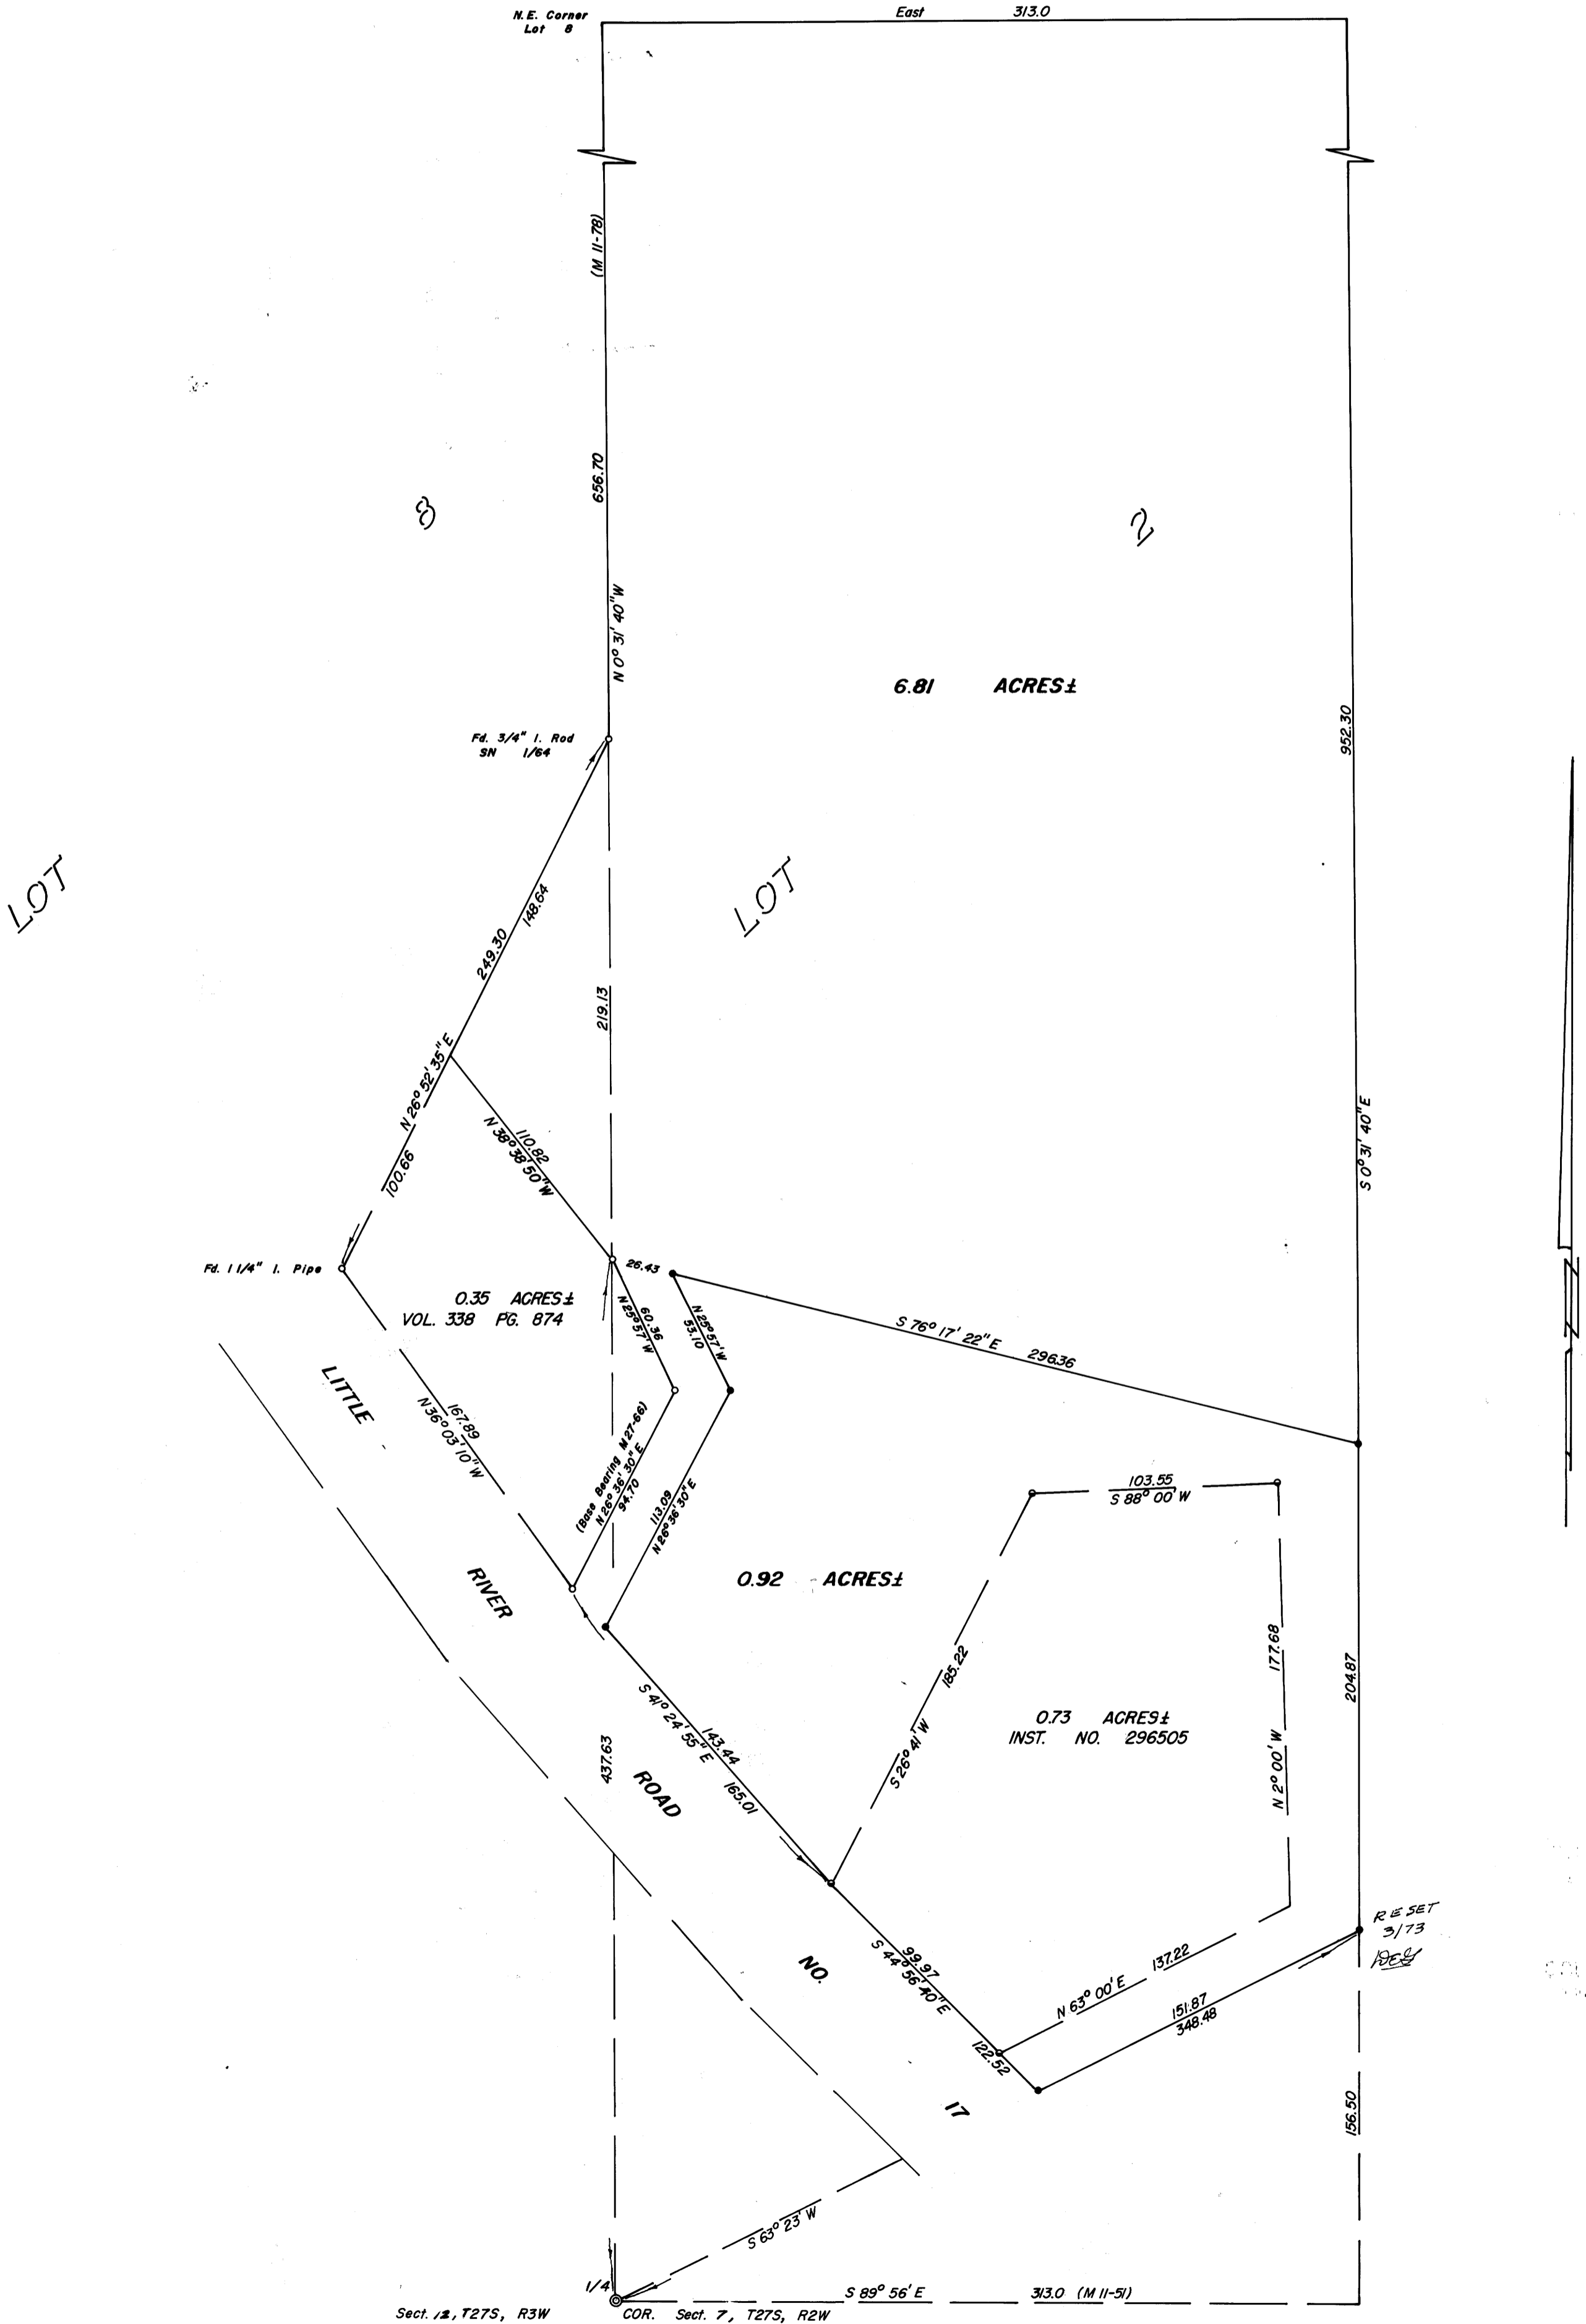 N.E. Corner
Lot 8
East 313.0
(M 11-78)
656.70
N 0° 31' 40" W
8
2
6.81 ACRES±
952.30
Fd. 3/4" I. Rod
SN 1/64
LOT
LOT
148.64
249.30
219.13
N 26° 52' 35" E
100.66
S 0° 31' 40" E
110.82
N 38° 38' 50" W
Fd. 1 1/4" I. Pipe
26.43
0.35 ACRES±
VOL. 338 PG. 874
60.36
N 25° 57' W
N 25° 57' W
53.10
S 76° 17' 22" E 296.36
LITTLE
167.89
N 36° 03' 10" W
(Base Bearing M 27-66)
N 26° 36' 30" E
94.70
113.09
N 26° 36' 30" E
103.55
S 88° 00' W
0.92 ACRES±
RIVER
185.22
S 26° 41' W
177.68
N 2° 00' W
204.87
0.73 ACRES±
INST. NO. 296505
S 41° 24' 55" E
143.44
165.01
437.63
ROAD
RESET
3/73
NO.
99.97
S 44° 56' 40" E
N 63° 00' E 137.22
151.87
348.48
122.52
17
156.50
S 63° 23' W
1/4
S 89° 56' E 313.0 (M 11-51)
Sect. 12, T27S, R3W COR. Sect. 7, T27S, R2W